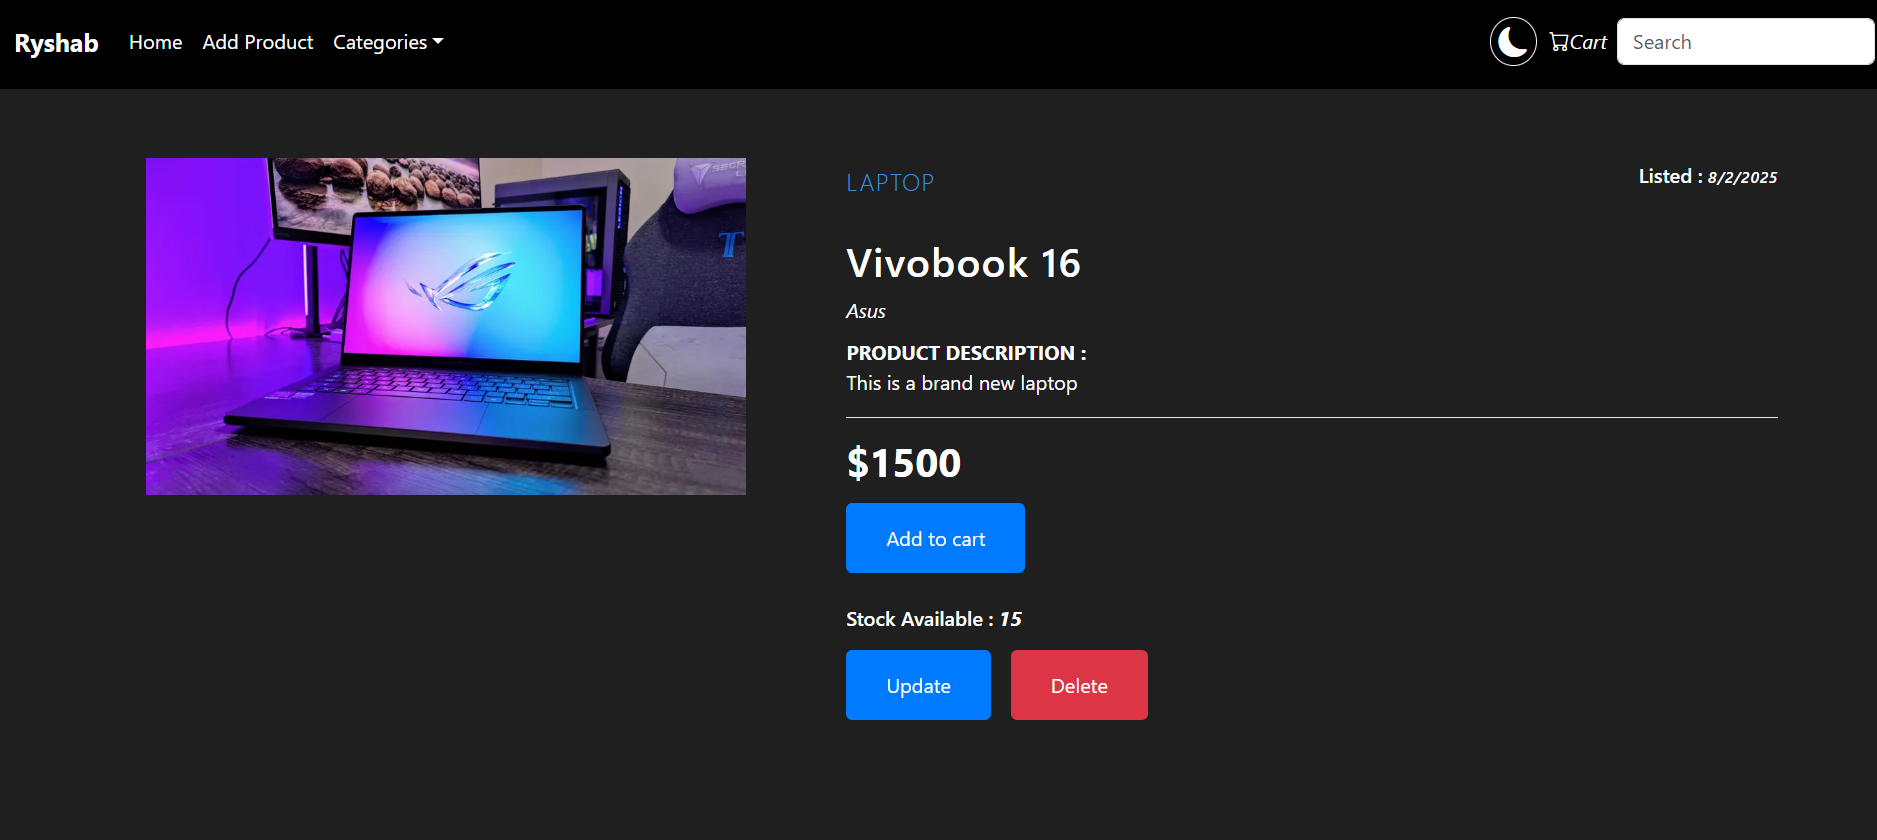 Ryshab Home Add Product Categories Cart Search
LAPTOP
Listed : 8/2/2025
Vivobook 16
Asus
PRODUCT DESCRIPTION :
This is a brand new laptop
$1500
Add to cart
Stock Available : 15
Update Delete